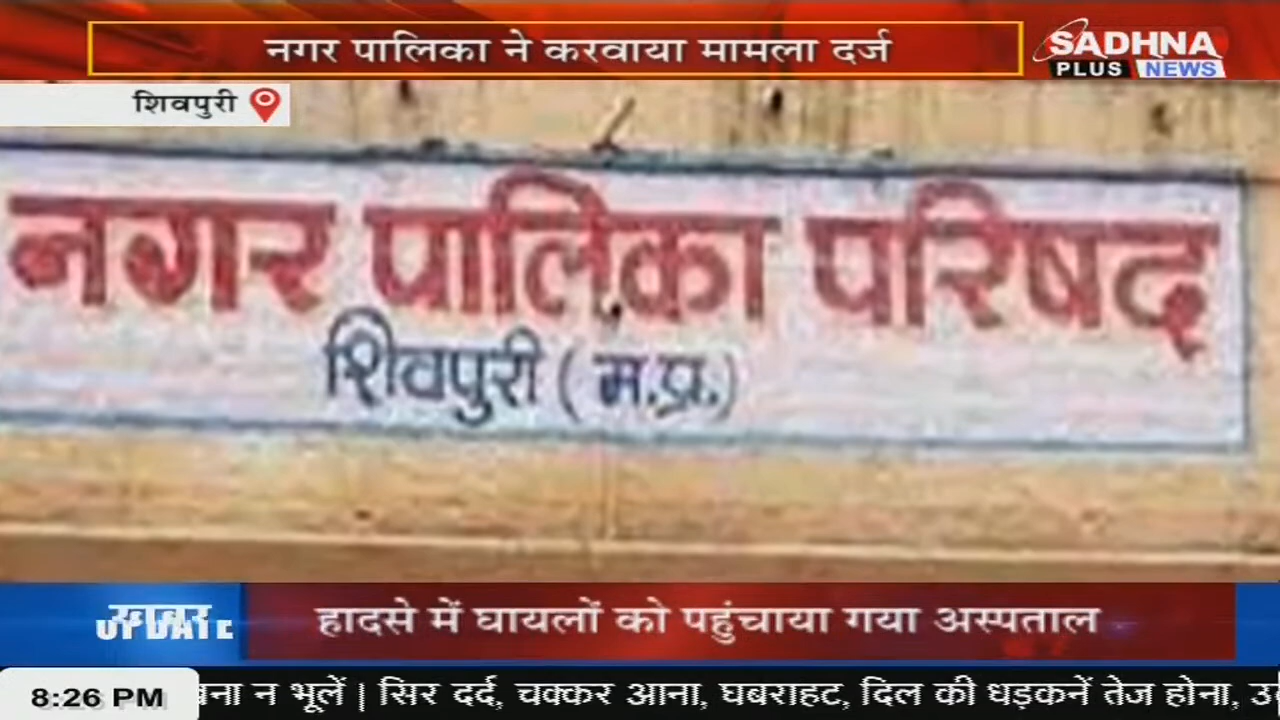 नगर पालिका ने करवाया मामला दर्ज
SADHNA
PLUS NEWS
शिवपुरी
नगर पालिका परिषद
शिवपुरी ( म.प्र.)
खबर
UPDATE
हादसे में घायलों को पहुंचाया गया अस्पताल
8:26 PM
न भूलें | सिर दर्द, चक्कर आना, घबराहट, दिल की धड़कनें तेज होना,